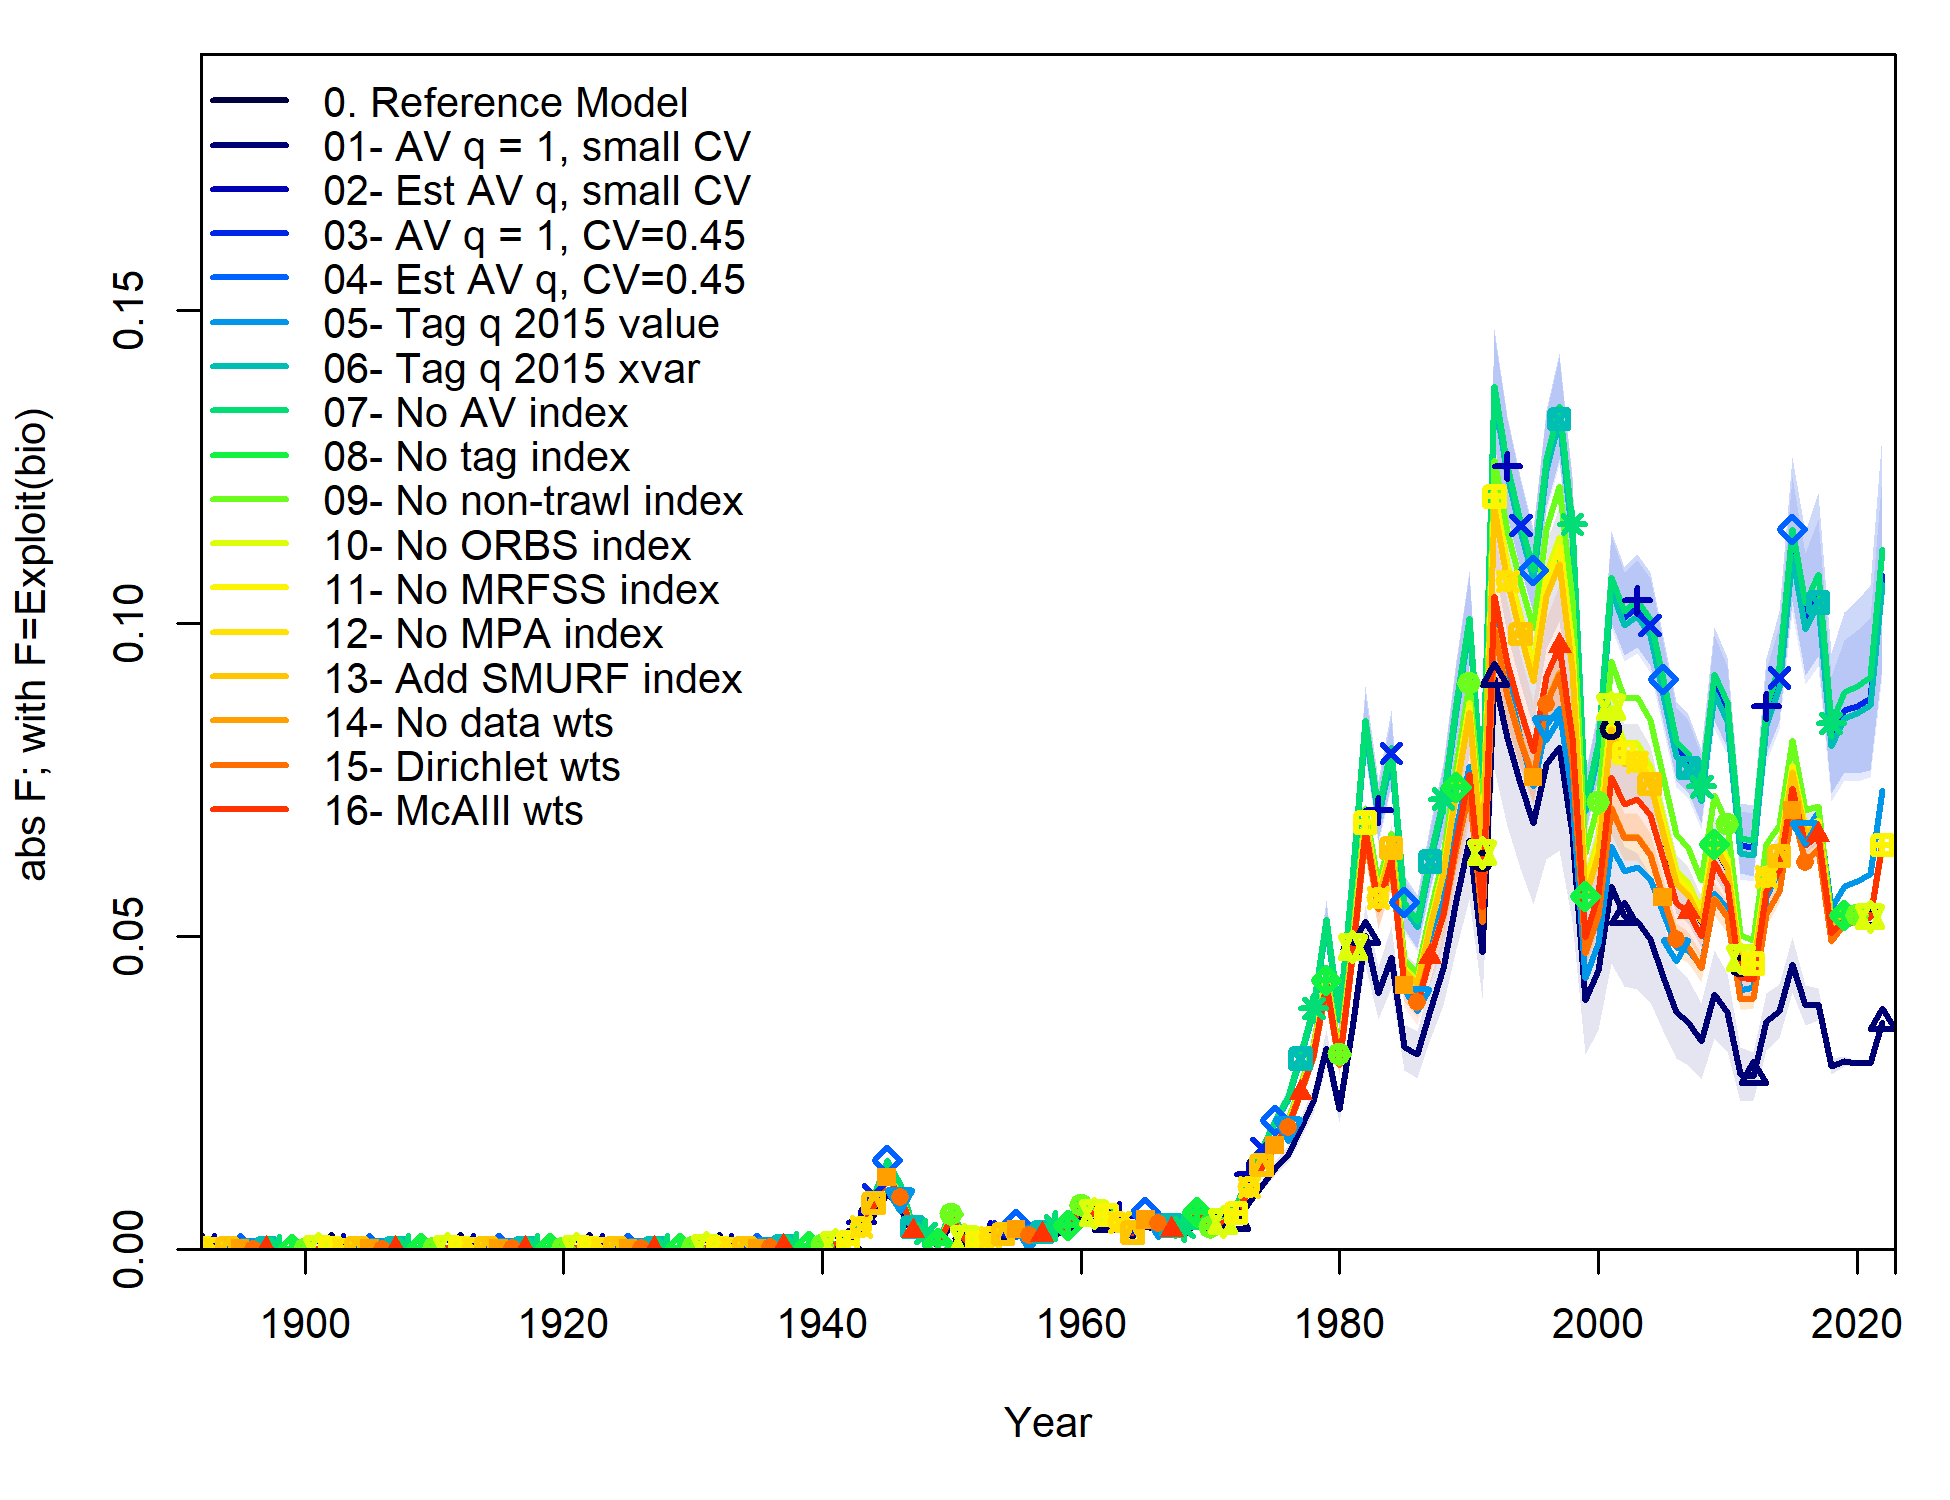 0. Reference Model
01- AV q = 1, small CV
02- Est AV q, small CV
03- AV q = 1, CV=0.45
04- Est AV q, CV=0.45
05- Tag q 2015 value
06- Tag q 2015 xvar
07- No AV index
08- No tag index
09- No non-trawl index
10- No ORBS index
11- No MRFSS index
12- No MPA index
13- Add SMURF index
14- No data wts
15- Dirichlet wts
16- McAllI wts
abs F; with F=Exploit(bio)
0.15
0.10
0.05
0.00
1900 1920 1940 1960 1980 2000 2020
Year